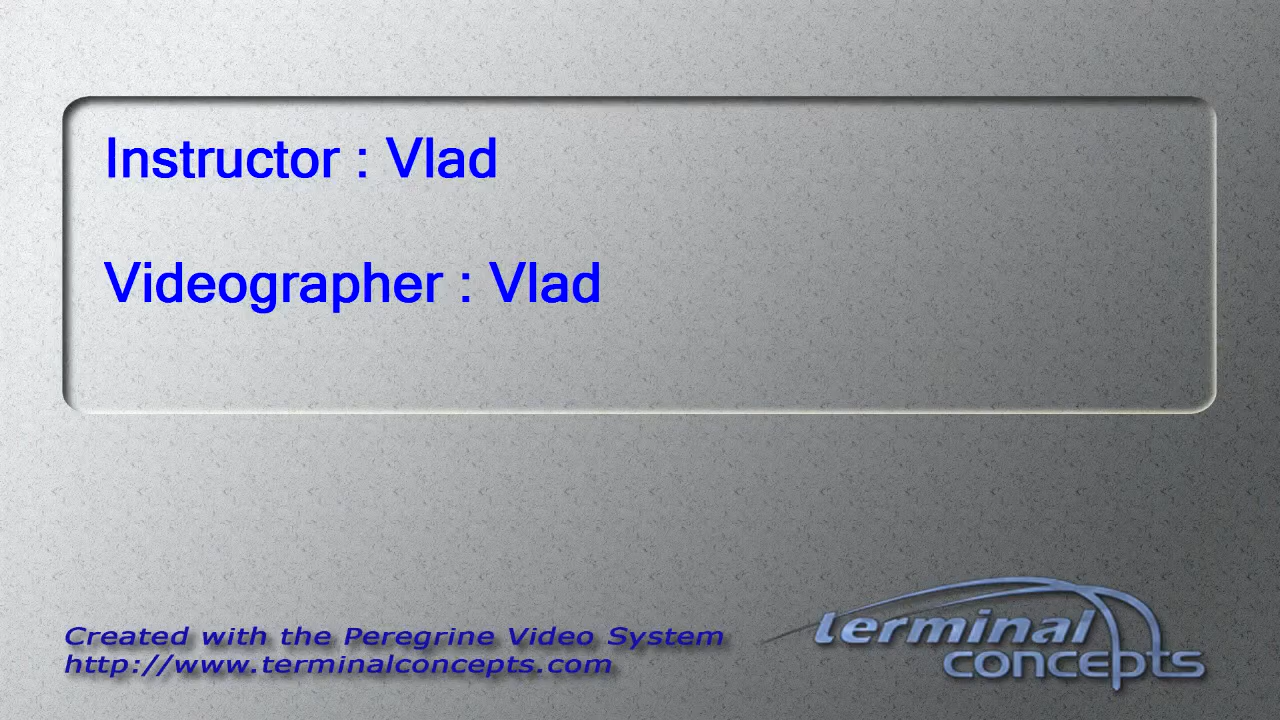 Instructor : Vlad
Videographer : Vlad
Created with the Peregrine Video System
http://www.terminalconcepts.com
terminal
concepts